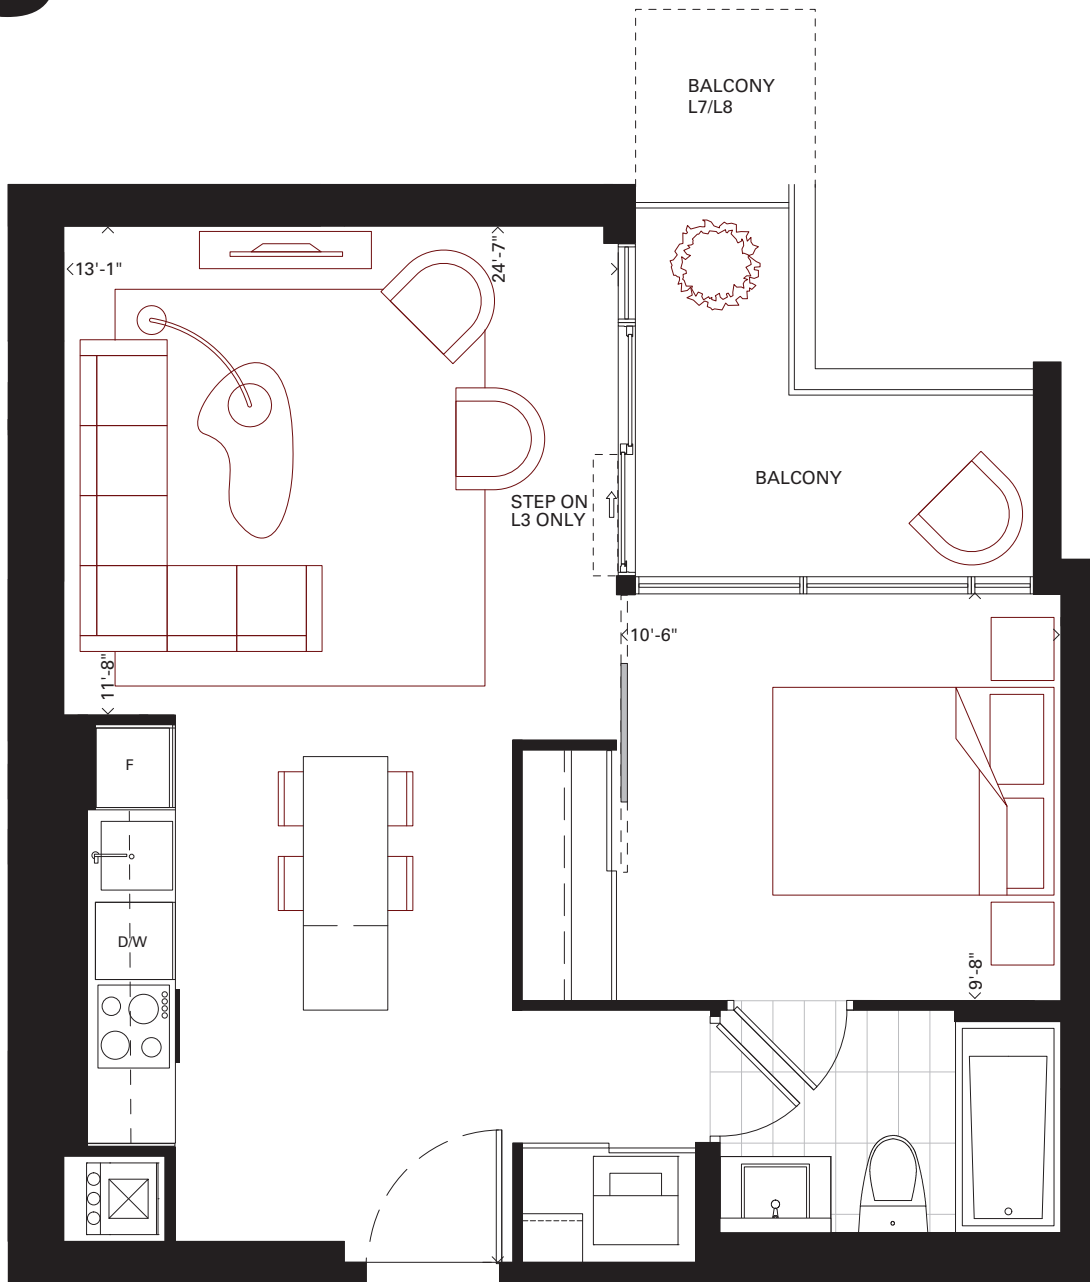 BALCONY
L7/L8
13'-1"
24'-7"
BALCONY
STEP ON
L3 ONLY
10'-6"
11'-8"
F
D/W
9'-8"